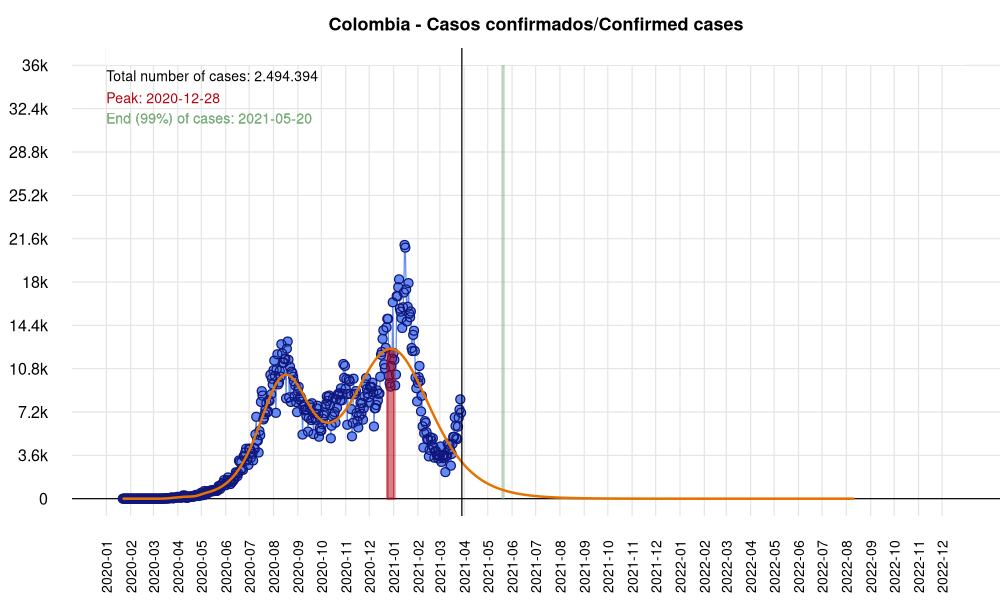 Colombia - Casos confirmados/Confirmed cases
36k
Total number of cases: 2.494.394
Peak: 2020-12-28
32.4k
End (99%) of cases: 2021-05-20
28.8k
25.2k
21.6k
18k
14.4k
10.8k
7.2k
3.6k
0
2020-01
2020-02
2020-03
2020-04
2020-05
2020-06
2020-07
2020-08
2020-09
2020-10
2020-11
2020-12
2021-01
2021-02
2021-03
2021-04
2021-05
2021-06
2021-07
2021-08
2021-09
2021-10
2021-11
2021-12
2022-01
2022-02
2022-03
2022-04
2022-05
2022-06
2022-07
2022-08
2022-09
2022-10
2022-11
2022-12